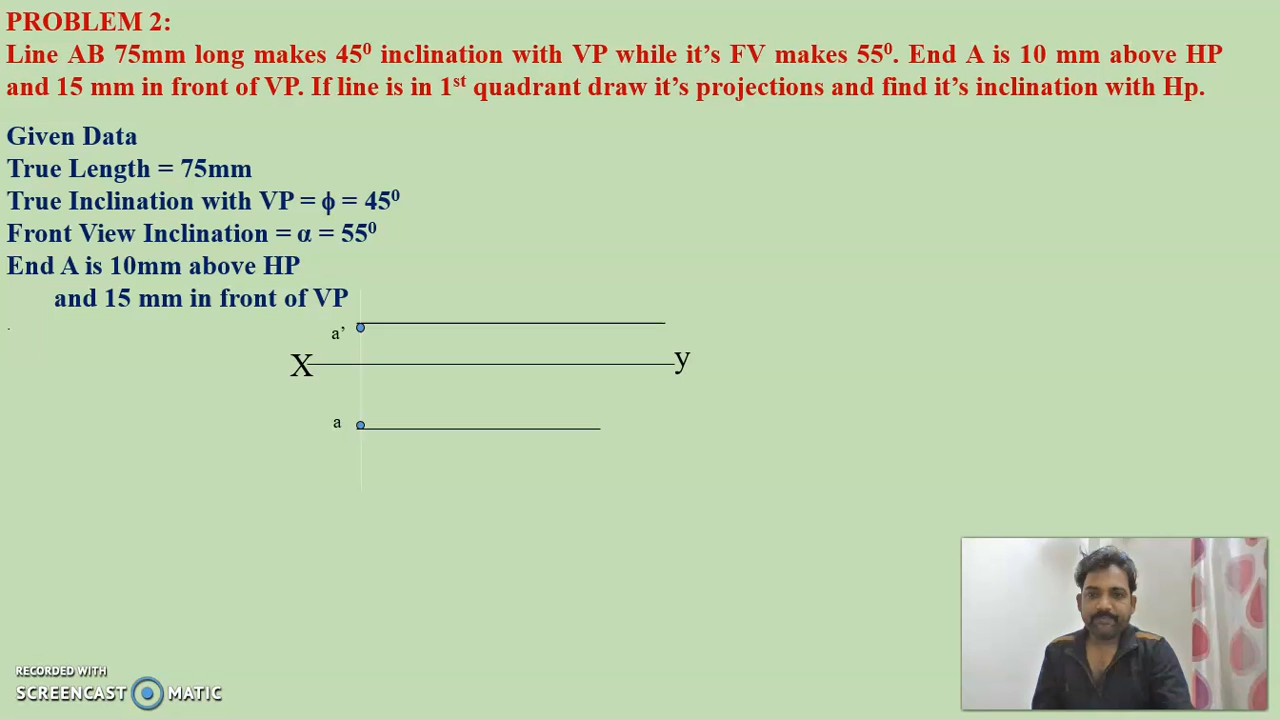 PROBLEM 2:
Line AB 75mm long makes 45⁰ inclination with VP while it’s FV makes 55⁰. End A is 10 mm above HP
and 15 mm in front of VP. If line is in 1ˢᵗ quadrant draw it’s projections and find it’s inclination with Hp.
Given Data
True Length = 75mm
True Inclination with VP = ϕ = 45⁰
Front View Inclination = α = 55⁰
End A is 10mm above HP
and 15 mm in front of VP
a’
X y
a
RECORDED WITH
SCREENCAST MATIC